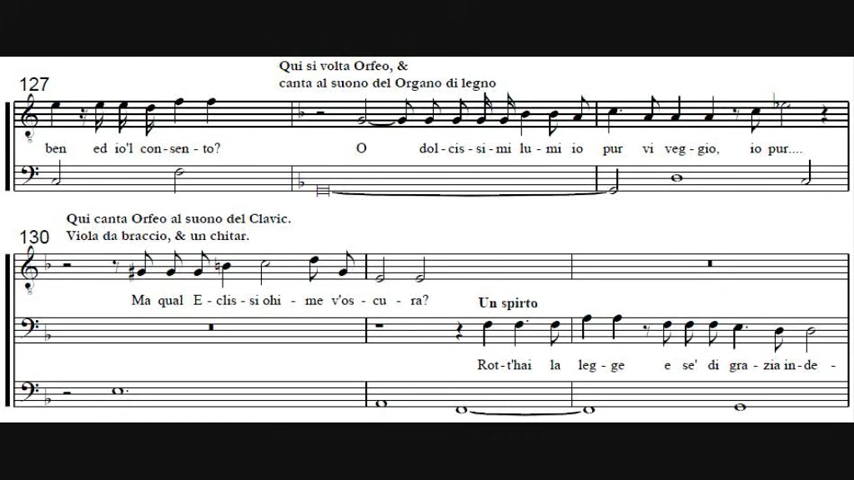 Qui si volta Orfeo, &
127 canta al suono del Organo di legno
ben ed io'l con-sen-to? O dol-cis-si-mi lu-mi io pur vi veg-gio, io pur....
Qui canta Orfeo al suono del Clavic.
130 Viola da braccio, & un chitar.
Ma qual E-clis-si ohi-me v'os-cu-ra?
Un spirto
Rott'hai la leg-ge e se' di gra-zia in-de-